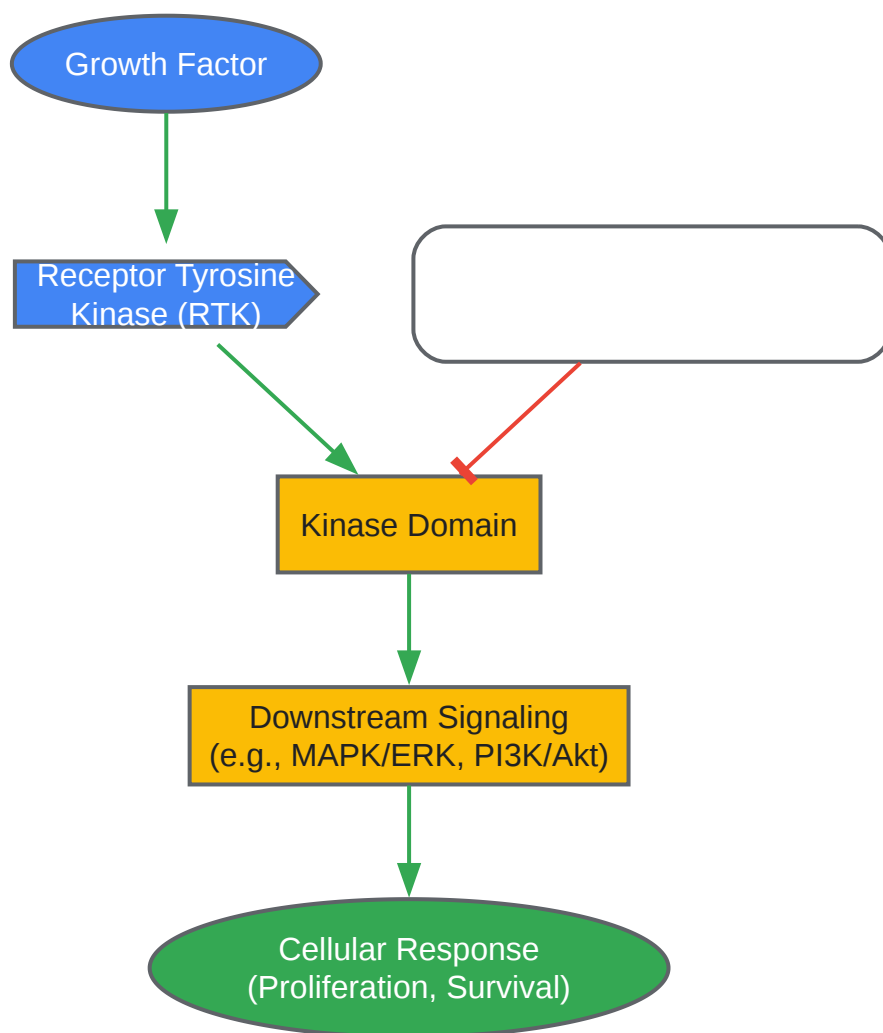 Growth Factor
Receptor Tyrosine
Kinase (RTK)
Kinase Domain
Downstream Signaling
(e.g., MAPK/ERK, PI3K/Akt)
Cellular Response
(Proliferation, Survival)